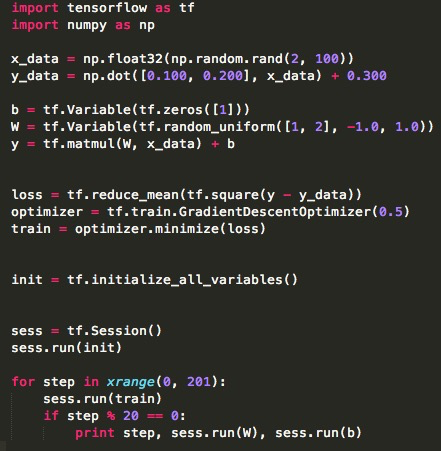 import tensorflow as tf
import numpy as np
x_data = np.float32(np.random.rand(2, 100))
y_data = np.dot([0.100, 0.200], x_data) + 0.300
b = tf.Variable(tf.zeros([1]))
W = tf.Variable(tf.random_uniform([1, 2], -1.0, 1.0))
y = tf.matmul(W, x_data) + b
loss = tf.reduce_mean(tf.square(y - y_data))
optimizer = tf.train.GradientDescentOptimizer(0.5)
train = optimizer.minimize(loss)
init = tf.initialize_all_variables()
sess = tf.Session()
sess.run(init)
for step in xrange(0, 201):
    sess.run(train)
    if step % 20 == 0:
        print step, sess.run(W), sess.run(b)